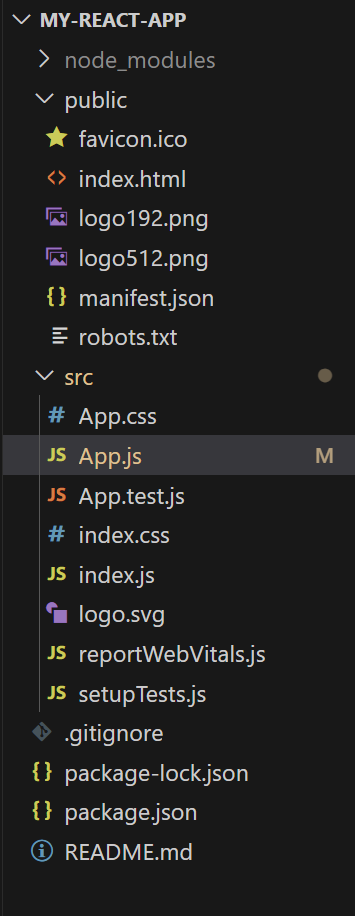 MY-REACT-APP
node_modules
public
favicon.ico
<> index.html
logo192.png
logo512.png
{ } manifest.json
robots.txt
src
# App.css
JS App.js M
JS App.test.js
# index.css
JS index.js
logo.svg
JS reportWebVitals.js
JS setupTests.js
.gitignore
{ } package-lock.json
{ } package.json
README.md